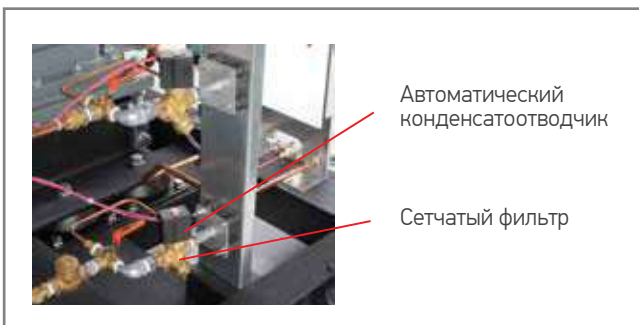 Автоматический
конденсатоотводчик
Сетчатый фильтр